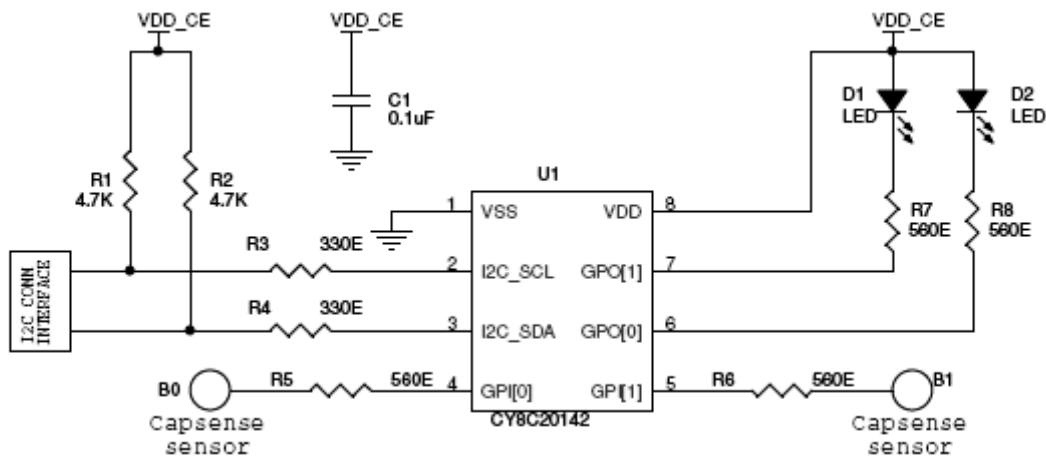 VDD_CE
VDD_CE
VDD_CE
C1
0.1uF
D1
LED
D2
LED
R1
4.7K
R2
4.7K
U1
1
VSS
VDD
8
R7
560E
R8
560E
R3
330E
2
I2C_SCL
GPO[1]
7
I2C CONN
INTERFACE
R4
330E
3
I2C_SDA
GPO[0]
6
B0
R5
560E
4
GPI[0]
GPI[1]
5
R6
560E
B1
CY8C20142
Capsense
sensor
Capsense
sensor